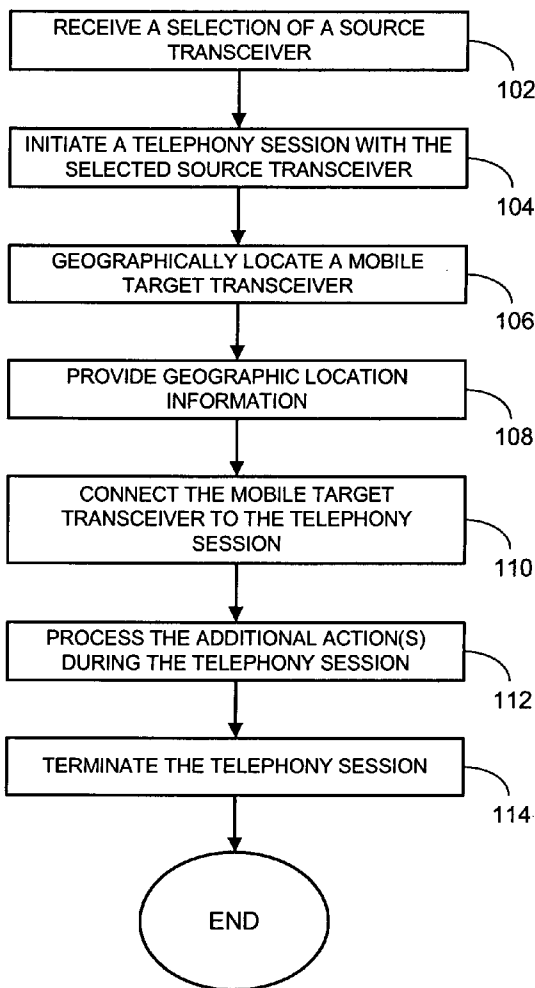 RECEIVE A SELECTION OF A SOURCE
TRANSCEIVER
102
INITIATE A TELEPHONY SESSION WITH THE
SELECTED SOURCE TRANSCEIVER
104
GEOGRAPHICALLY LOCATE A MOBILE
TARGET TRANSCEIVER
106
PROVIDE GEOGRAPHIC LOCATION
INFORMATION
108
CONNECT THE MOBILE TARGET
TRANSCEIVER TO THE TELEPHONY
SESSION
110
PROCESS THE ADDITIONAL ACTION(S)
DURING THE TELEPHONY SESSION
112
TERMINATE THE TELEPHONY SESSION
114
END